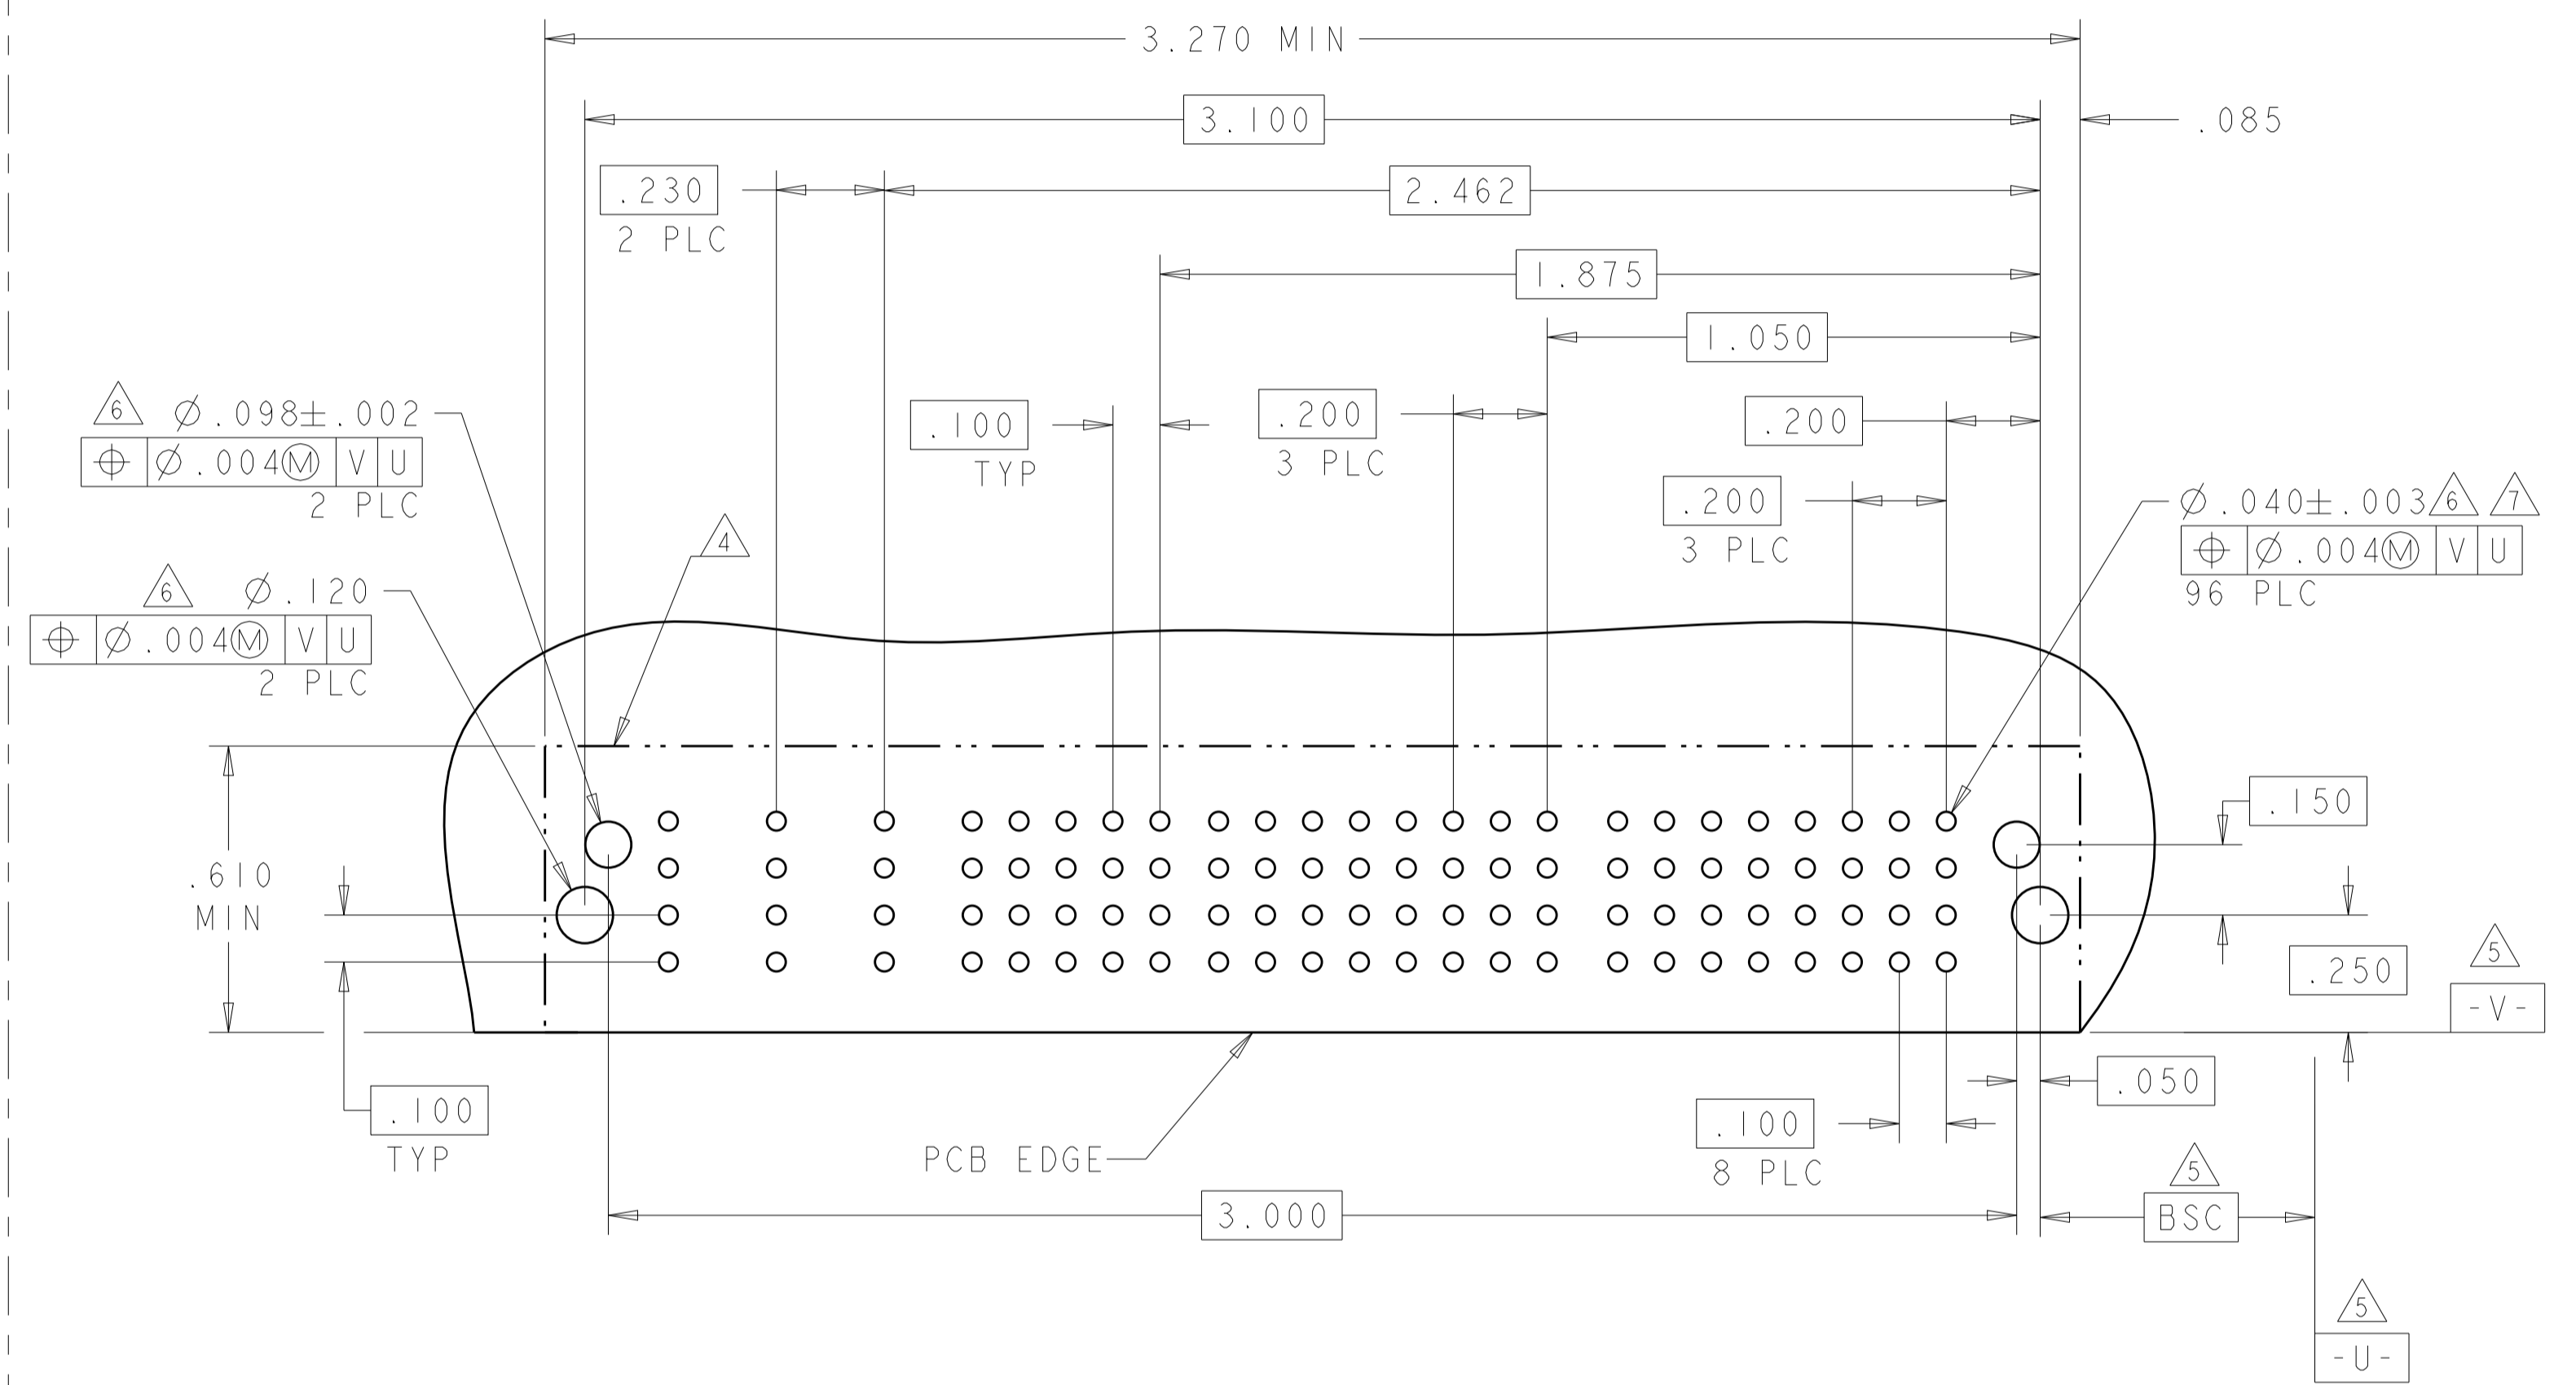 3.270 MIN
3.100
.085
.230
2 PLC
2.462
1.875
1.050
6 Ø.098±.002
⌖ Ø.004Ⓜ V U
2 PLC
.100
TYP
.200
3 PLC
.200
.200
3 PLC
Ø.040±.003 6 7
⌖ Ø.004Ⓜ V U
96 PLC
4
6 Ø.120
⌖ Ø.004Ⓜ V U
2 PLC
.610
MIN
.150
.250
5
-V-
.050
.100
TYP
PCB EDGE
.100
8 PLC
3.000
5
BSC
5
-U-